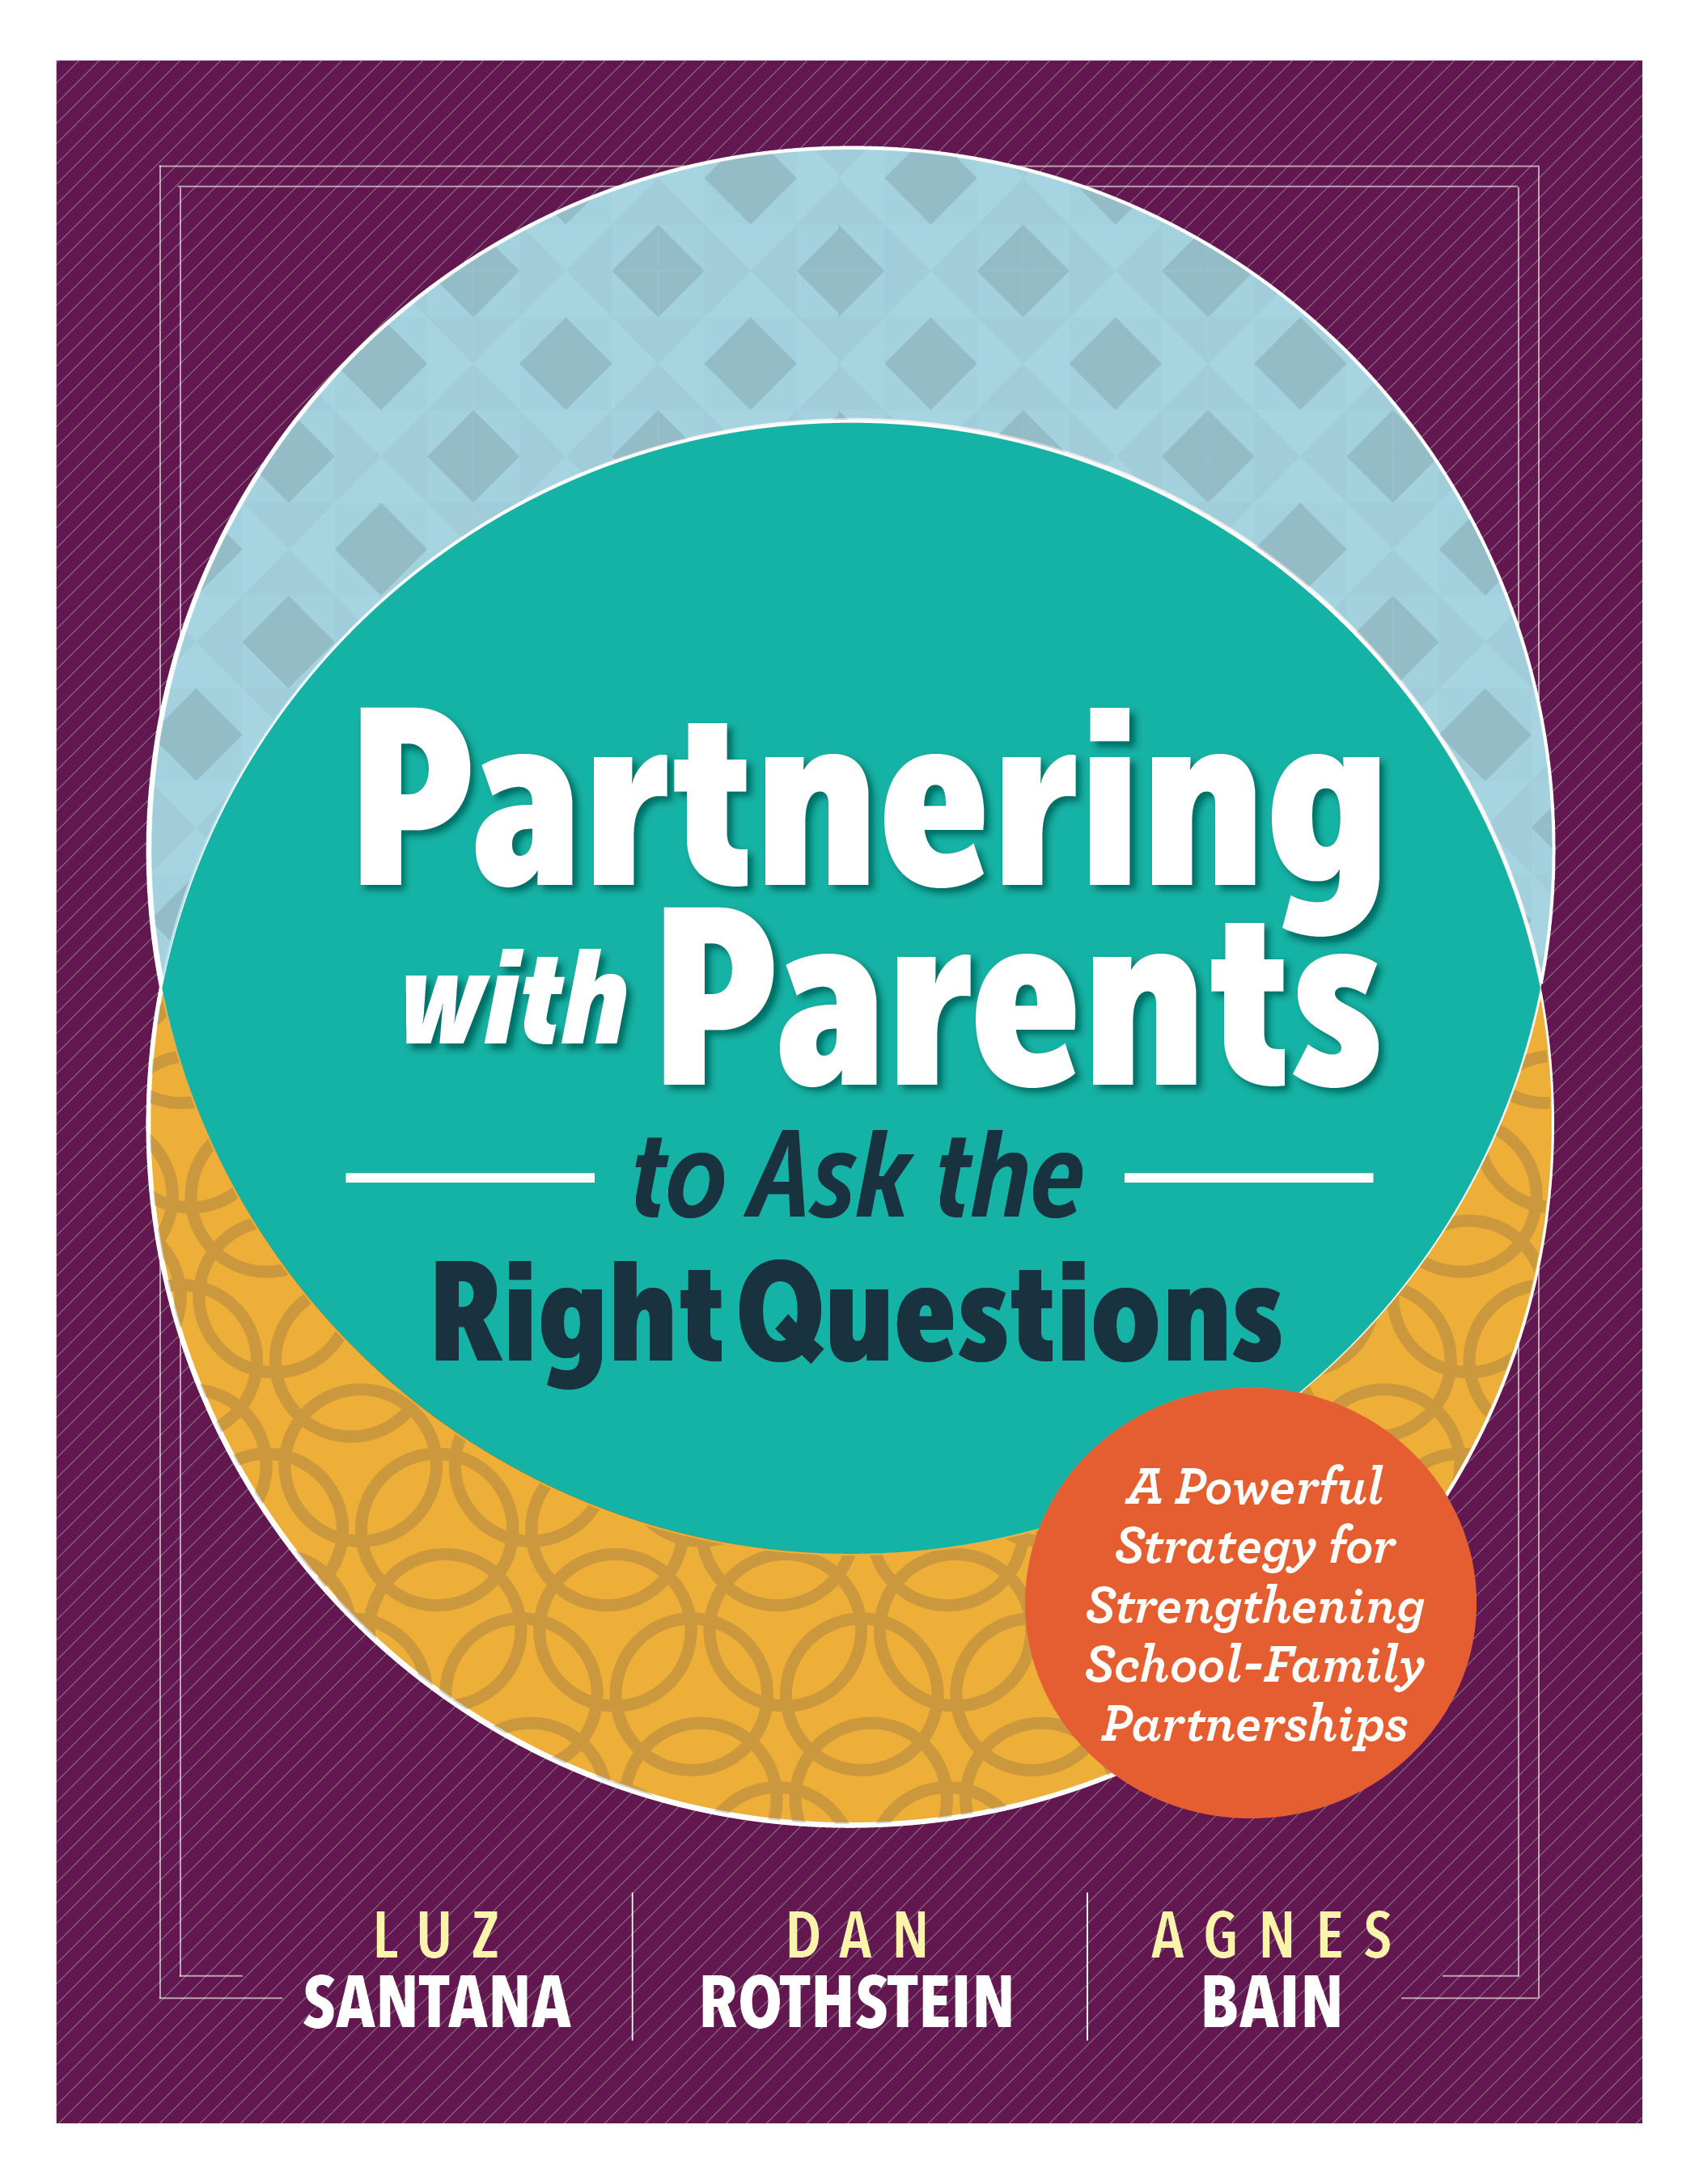 Partnering
with Parents
to Ask the
Right Questions
A Powerful
Strategy for
Strengthening
School-Family
Partnerships
LUZ
SANTANA
DAN
ROTHSTEIN
AGNES
BAIN